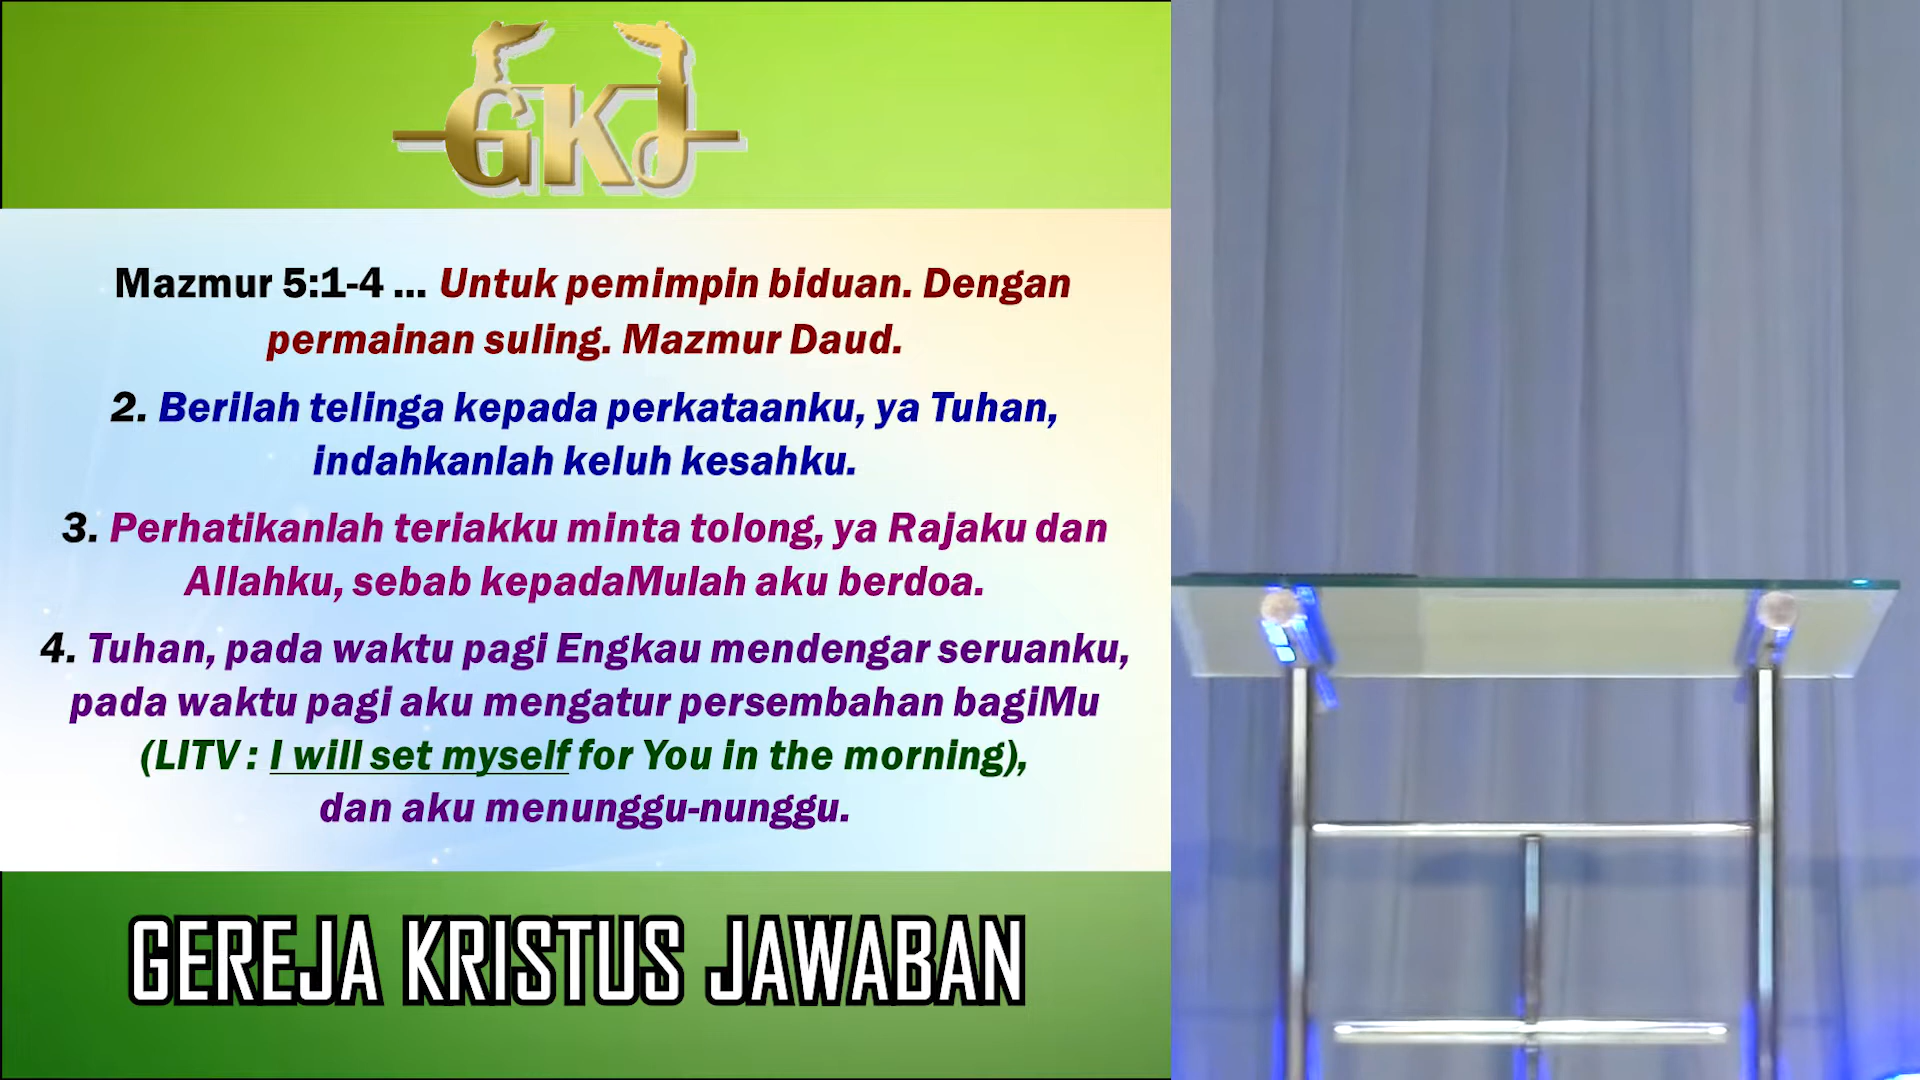 GKJ
Mazmur 5:1-4 ... Untuk pemimpin biduan. Dengan
permainan suling. Mazmur Daud.
2. Berilah telinga kepada perkataanku, ya Tuhan,
indahkanlah keluh kesahku.
3. Perhatikanlah teriakku minta tolong, ya Rajaku dan
Allahku, sebab kepadaMulah aku berdoa.
4. Tuhan, pada waktu pagi Engkau mendengar seruanku,
pada waktu pagi aku mengatur persembahan bagiMu
(LITV : I will set myself for You in the morning),
dan aku menunggu-nunggu.
GEREJA KRISTUS JAWABAN